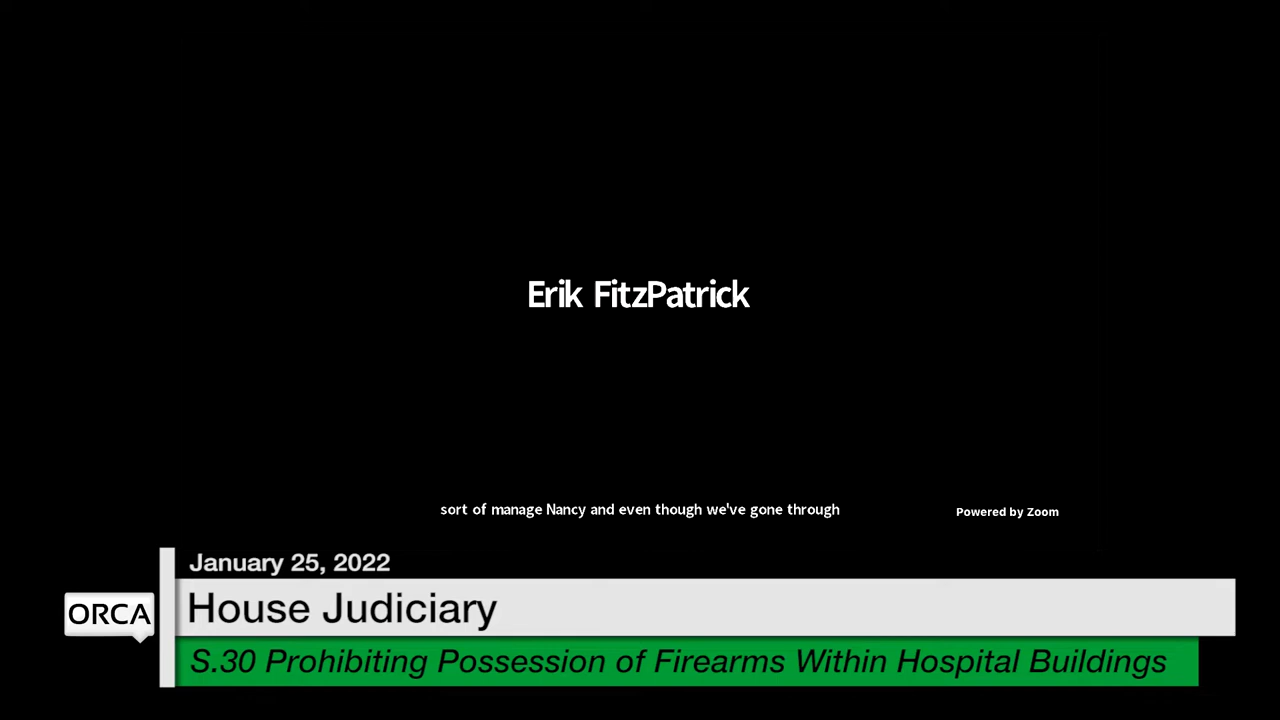 Erik FitzPatrick
sort of manage Nancy and even though we've gone through
Powered by Zoom
January 25, 2022
ORCA
House Judiciary
S.30 Prohibiting Possession of Firearms Within Hospital Buildings